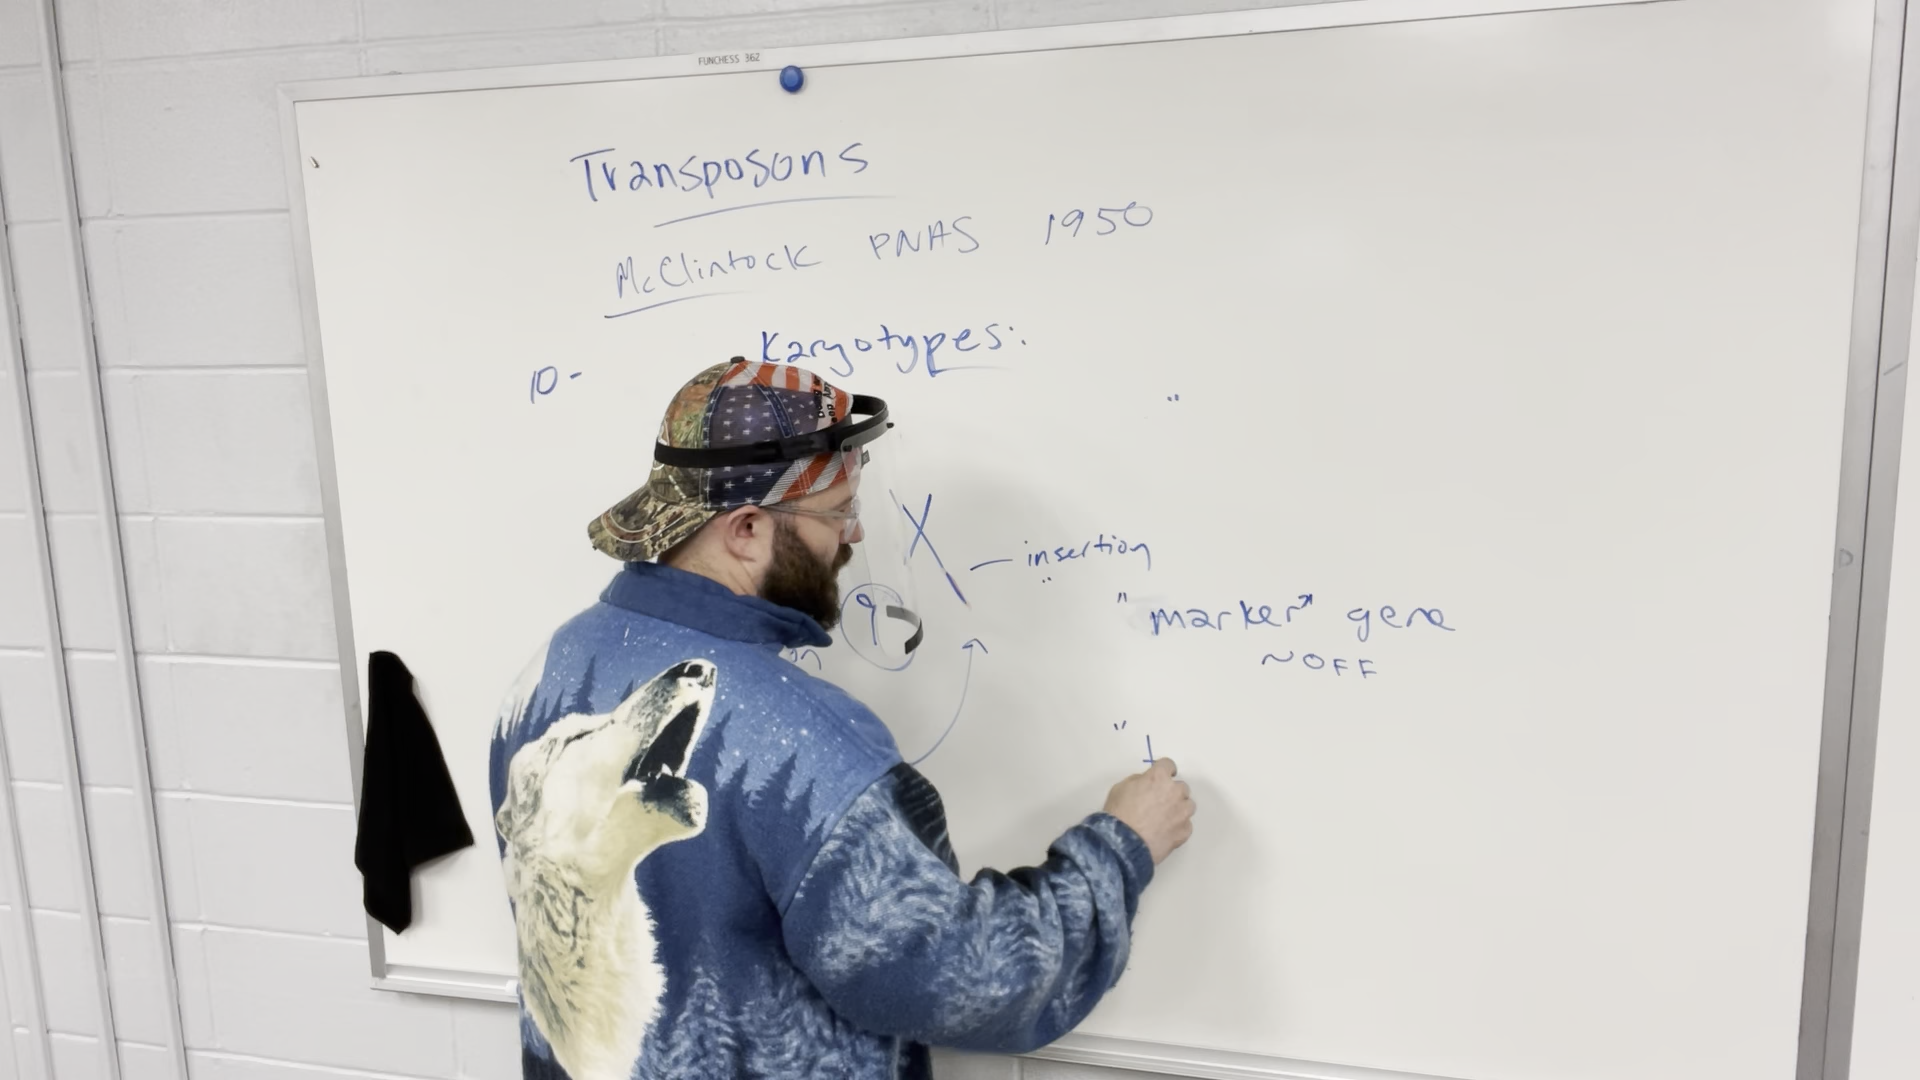 FUNCHESS 362
Transposons
McClintock PNAS 1950
Karyotypes:
10-
"
X
insertion
9
"marker" gene
~OFF
" t